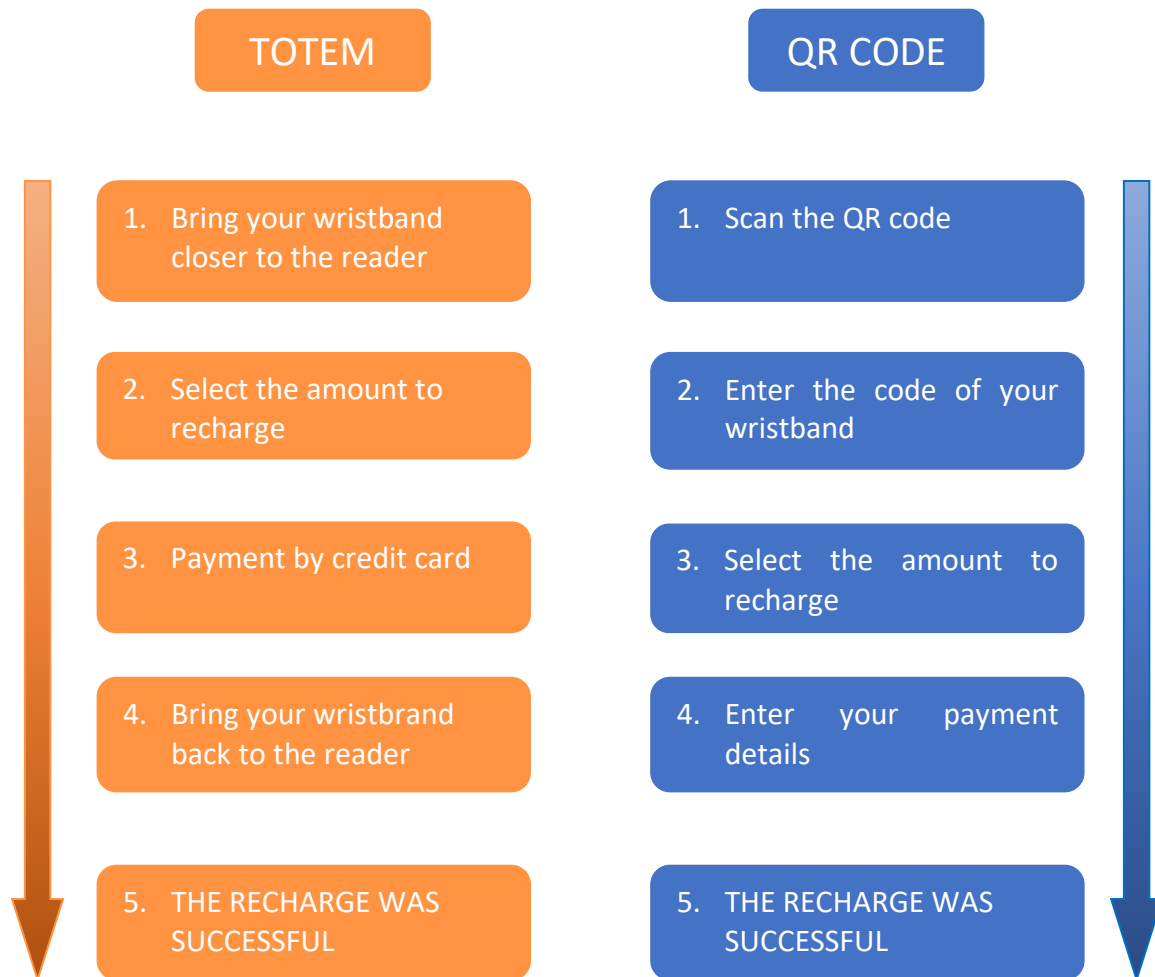 TOTEM
1. Bring your wristband
closer to the reader
2. Select the amount to
recharge
3. Payment by credit card
4. Bring your wristbrand
back to the reader
5. THE RECHARGE WAS
SUCCESSFUL
QR CODE
1. Scan the QR code
2. Enter the code of your
wristband
3. Select the amount to
recharge
4. Enter your payment
details
5. THE RECHARGE WAS
SUCCESSFUL